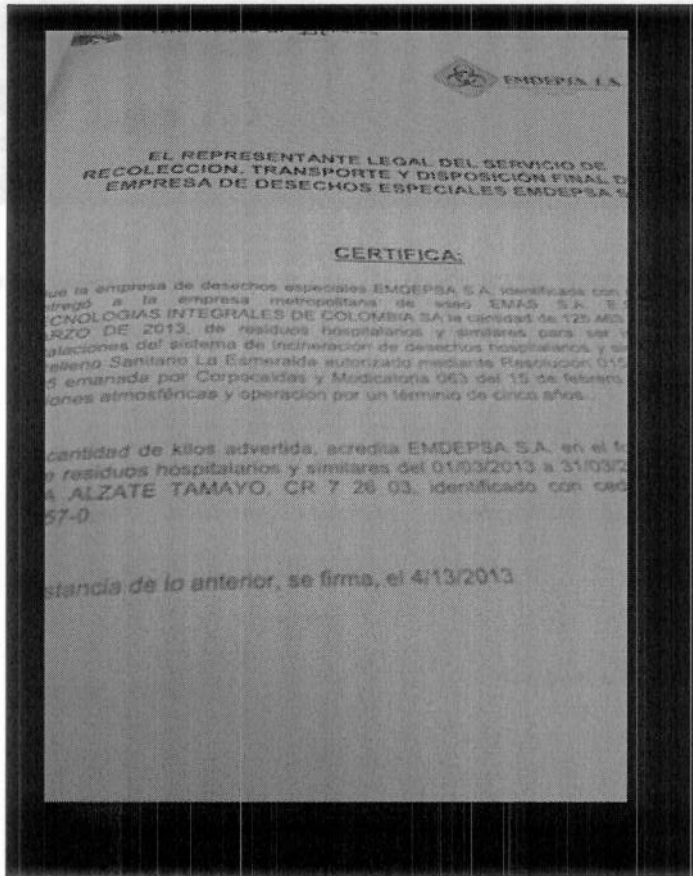 EMDEPSA S.A
EL REPRESENTANTE LEGAL DEL SERVICIO DE
RECOLECCION, TRANSPORTE Y DISPOSICIÓN FINAL D
EMPRESA DE DESECHOS ESPECIALES EMDEPSA S
CERTIFICA:
ue la empresa de desechos especiales EMDEPSA S.A, identificada con
ntregó a la empresa metropolitana de aseo EMAS S.A. E.S
ECNOLOGIAS INTEGRALES DE COLOMBIA SA la cantidad de
ARZO DE 2013, de residuos hospitalarios y similares para ser
alaciones del sistema de incineración de desechos hospitalarios y
relleno Sanitario La Esmeralda autorizado mediante Resolución
5 emanada por Corpocaldas y Modificatoria 063 del 15 de febrero
iones atmosféricas y operación por un término de cinco años.
cantidad de kilos advertida, acredita EMDEPSA S.A. en el
e residuos hospitalarios y similares del 01/03/2013 a 31/03/2
A ALZATE TAMAYO, CR 7 26 03, identificado con
57-0
stancia de lo anterior, se firma, el 4/13/2013